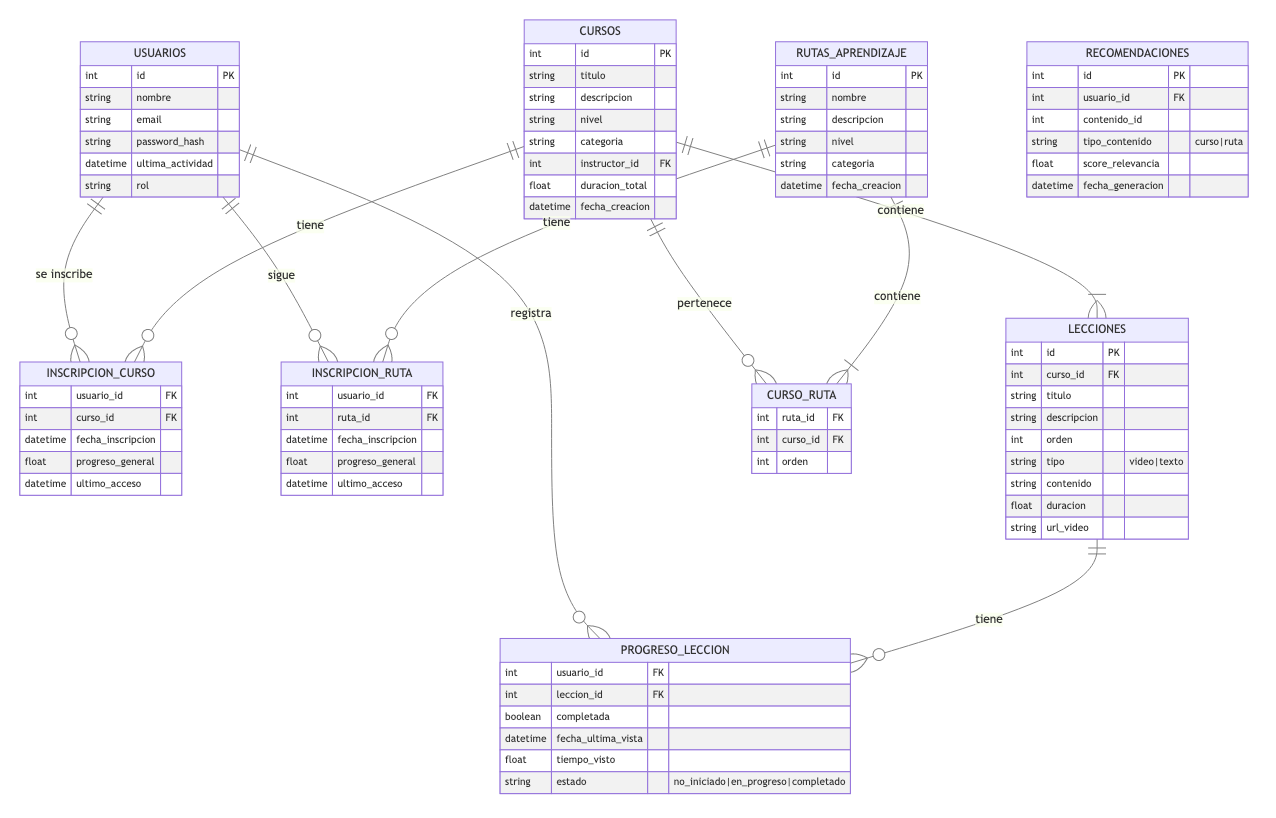 USUARIOS
int id PK
string nombre
string email
string password_hash
datetime ultima_actividad
string rol
CURSOS
int id PK
string titulo
string descripcion
string nivel
string categoria
int instructor_id FK
float duracion_total
datetime fecha_creacion
RUTAS_APRENDIZAJE
int id PK
string nombre
string descripcion
string nivel
string categoria
datetime fecha_creacion
RECOMENDACIONES
int id PK
int usuario_id FK
int contenido_id
string tipo_contenido curso|ruta
float score_relevancia
datetime fecha_generacion
se inscribe
tiene
sigue
tiene
registra
pertenece
contiene
contiene
INSCRIPCION_CURSO
int usuario_id FK
int curso_id FK
datetime fecha_inscripcion
float progreso_general
datetime ultimo_acceso
INSCRIPCION_RUTA
int usuario_id FK
int ruta_id FK
datetime fecha_inscripcion
float progreso_general
datetime ultimo_acceso
CURSO_RUTA
int ruta_id FK
int curso_id FK
int orden
LECCIONES
int id PK
int curso_id FK
string titulo
string descripcion
int orden
string tipo video|texto
string contenido
float duracion
string url_video
tiene
PROGRESO_LECCION
int usuario_id FK
int leccion_id FK
boolean completada
datetime fecha_ultima_vista
float tiempo_visto
string estado no_iniciado|en_progreso|completado